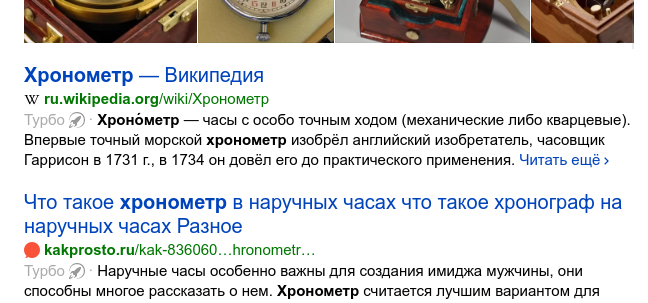 Хронометр — Википедия
W ru.wikipedia.org/wiki/Хронометр
Турбо · Хроно́метр — часы с особо точным ходом (механические либо кварцевые).
Впервые точный морской хронометр изобрёл английский изобретатель, часовщик
Гаррисон в 1731 г., в 1734 он довёл его до практического применения. Читать ещё ›
Что такое хронометр в наручных часах что такое хронограф на
наручных часах Разное
kakprosto.ru/kak-836060…hronometr…
Турбо · Наручные часы особенно важны для создания имиджа мужчины, они
способны многое рассказать о нем. Хронометр считается лучшим вариантом для